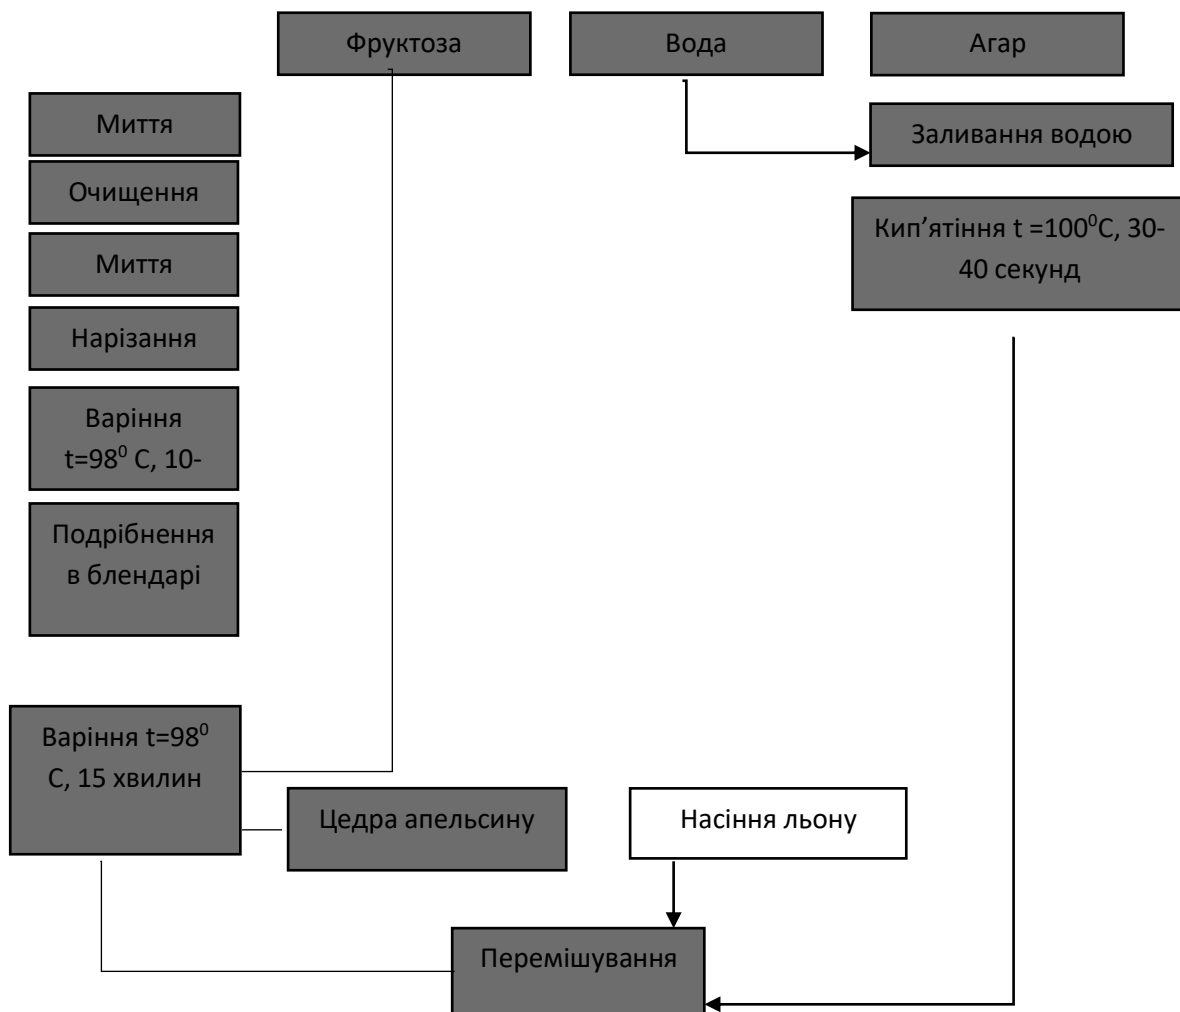 Фруктоза
Вода
Агар
Миття
Заливання водою
Очищення
Кип’ятіння t =100⁰С, 30-
40 секунд
Миття
Нарізання
Варіння
t=98⁰ С, 10-
Подрібнення
в блендарі
Варіння t=98⁰
С, 15 хвилин
Цедра апельсину
Насіння льону
Перемішування